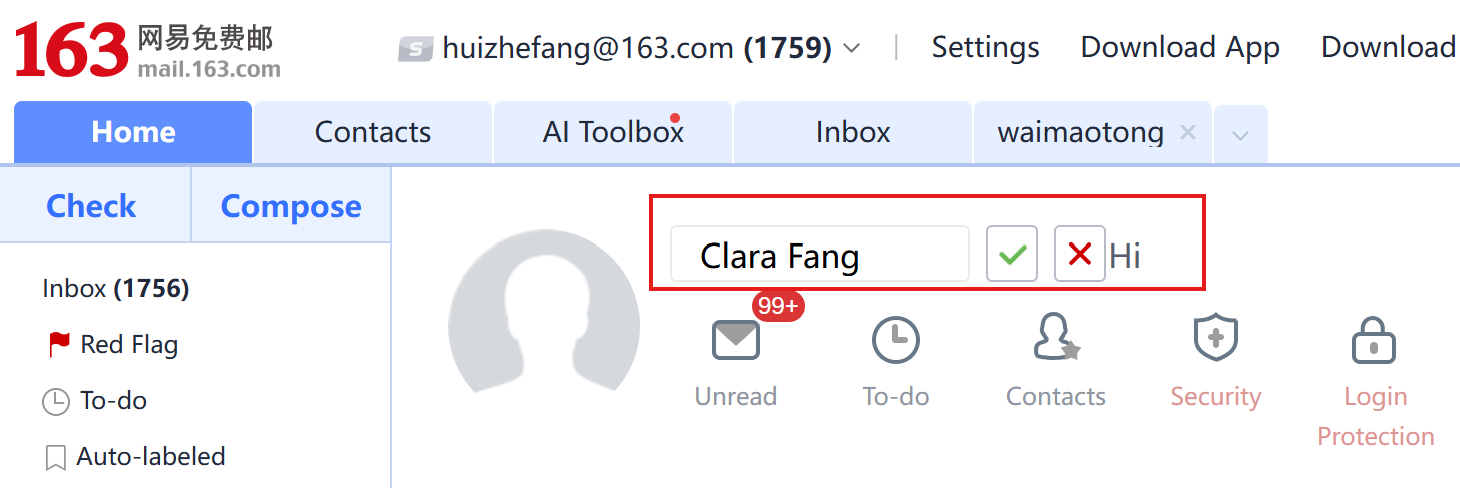 163 网易免费邮
mail.163.com
S huizhefang@163.com (1759) Settings Download App Download
Home Contacts AI Toolbox Inbox waimaotong
Check Compose
Clara Fang Hi
99+
Inbox (1756)
Red Flag
To-do
Auto-labeled
Unread To-do Contacts Security Login Protection